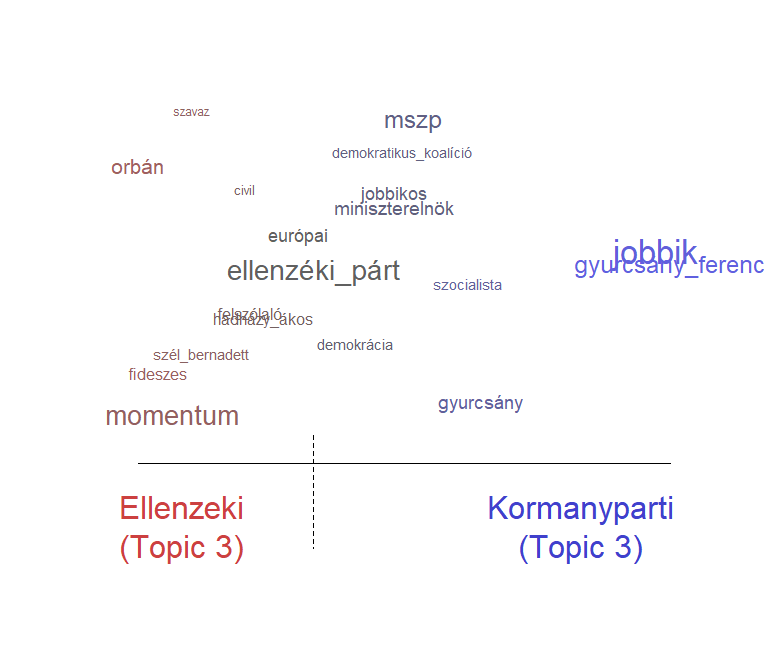 szavaz
mszp
demokratikus_koalíció
orbán
civil
jobbikos
miniszterelnök
európai
jobbik
gyurcsány_ferenc
ellenzéki_párt
szocialista
felszólaló
hadházy_ákos
demokrácia
szél_bernadett
fideszes
gyurcsány
momentum
Ellenzeki
(Topic 3)
Kormanyparti
(Topic 3)